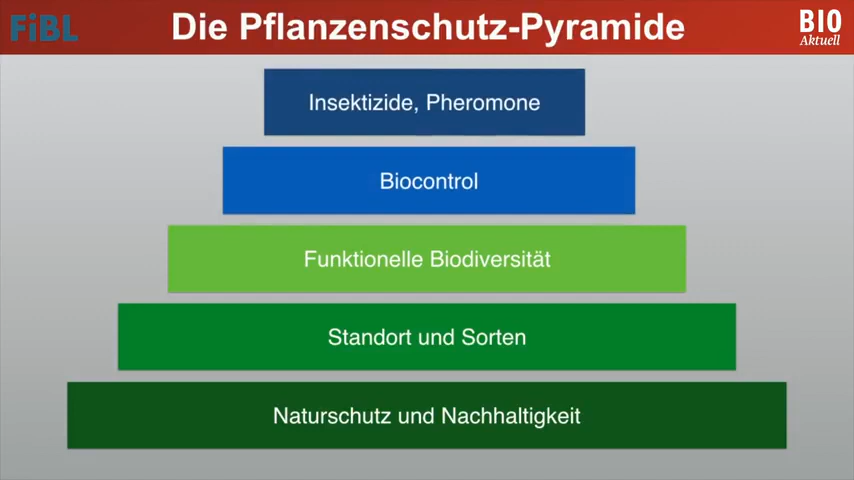 FiBL
Die Pflanzenschutz-Pyramide
BIO
Aktuell
Insektizide, Pheromone
Biocontrol
Funktionelle Biodiversität
Standort und Sorten
Naturschutz und Nachhaltigkeit